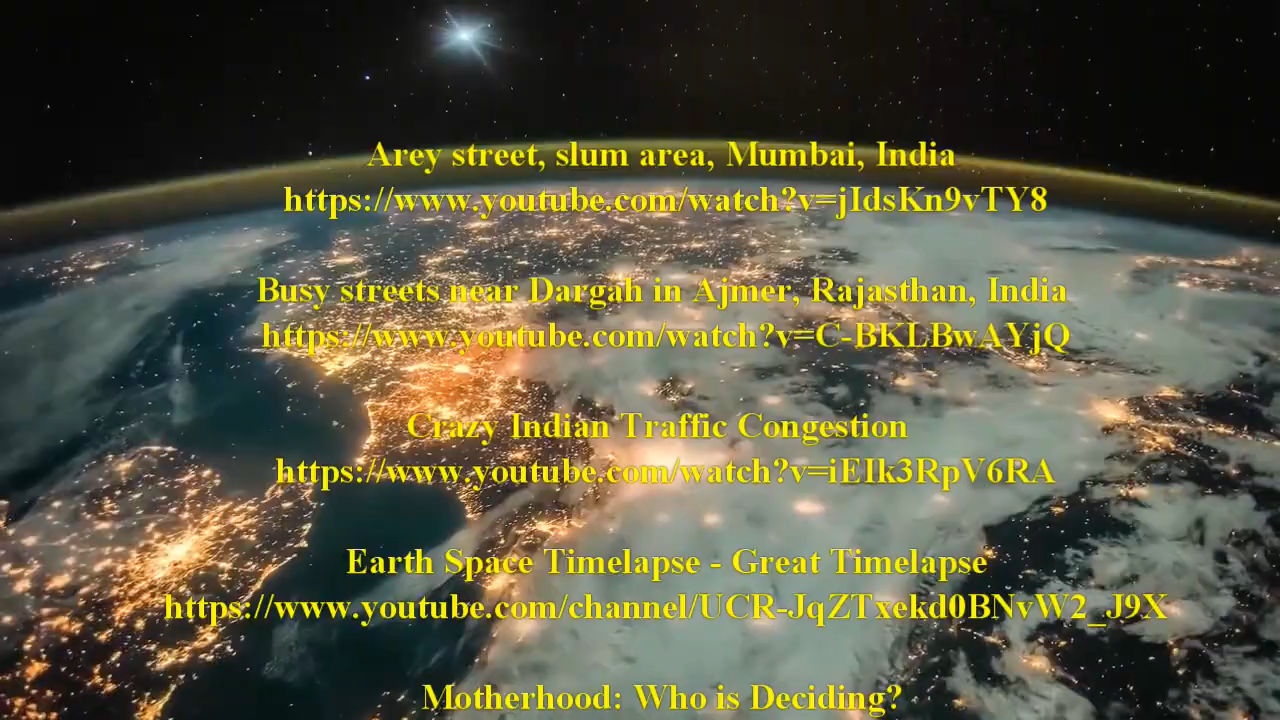 Arey street, slum area, Mumbai, India
https://www.youtube.com/watch?v=jIdsKn9vTY8
Busy streets near Dargah in Ajmer, Rajasthan, India
https://www.youtube.com/watch?v=C-BKLBwAYjQ
Crazy Indian Traffic Congestion
https://www.youtube.com/watch?v=iEIk3RpV6RA
Earth Space Timelapse - Great Timelapse
https://www.youtube.com/channel/UCR-JqZTxekd0BNvW2_J9X
Motherhood: Who is Deciding?